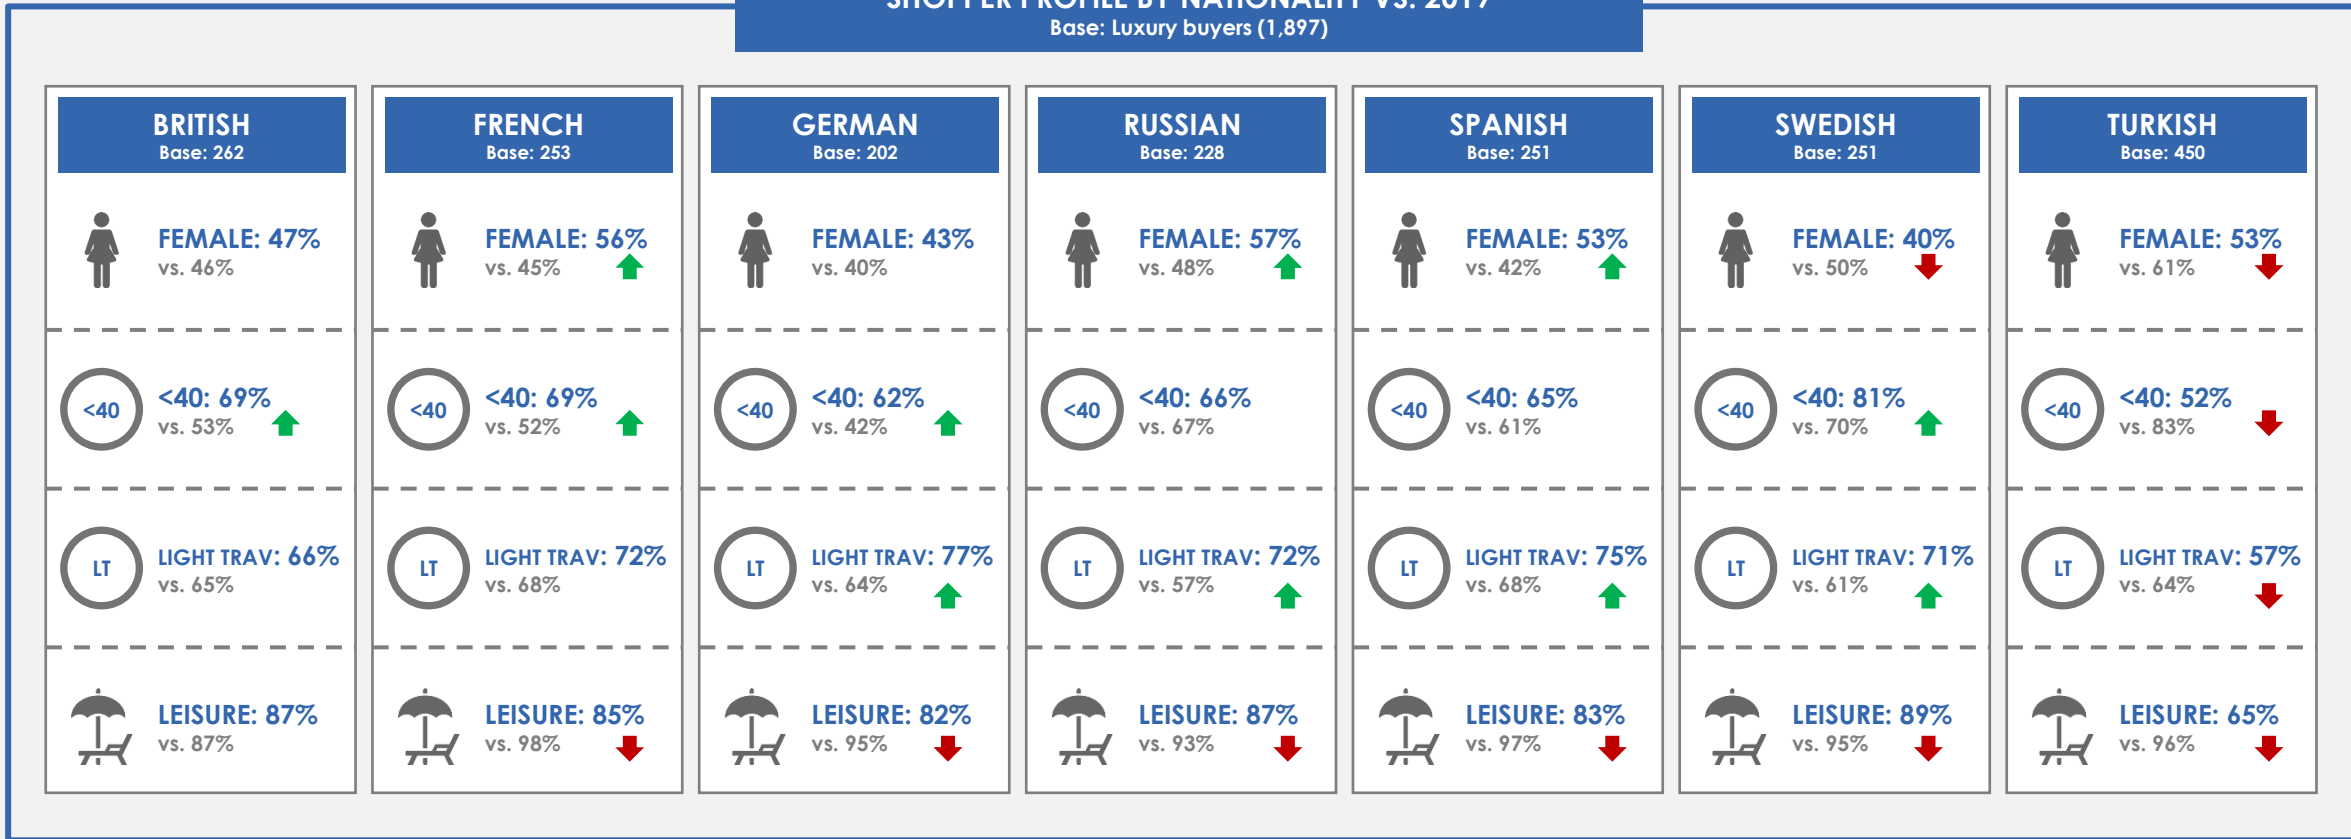 SHOPPER PROFILE BY NATIONALITY VS. 2017
Base: Luxury buyers (1,897)
BRITISH
Base: 262
FEMALE: 47%
vs. 46%
<40
<40: 69%
vs. 53%
LT
LIGHT TRAV: 66%
vs. 65%
LEISURE: 87%
vs. 87%
FRENCH
Base: 253
FEMALE: 56%
vs. 45%
<40
<40: 69%
vs. 52%
LT
LIGHT TRAV: 72%
vs. 68%
LEISURE: 85%
vs. 98%
GERMAN
Base: 202
FEMALE: 43%
vs. 40%
<40
<40: 62%
vs. 42%
LT
LIGHT TRAV: 77%
vs. 64%
LEISURE: 82%
vs. 95%
RUSSIAN
Base: 228
FEMALE: 57%
vs. 48%
<40
<40: 66%
vs. 67%
LT
LIGHT TRAV: 72%
vs. 57%
LEISURE: 87%
vs. 93%
SPANISH
Base: 251
FEMALE: 53%
vs. 42%
<40
<40: 65%
vs. 61%
LT
LIGHT TRAV: 75%
vs. 68%
LEISURE: 83%
vs. 97%
SWEDISH
Base: 251
FEMALE: 40%
vs. 50%
<40
<40: 81%
vs. 70%
LT
LIGHT TRAV: 71%
vs. 61%
LEISURE: 89%
vs. 95%
TURKISH
Base: 450
FEMALE: 53%
vs. 61%
<40
<40: 52%
vs. 83%
LT
LIGHT TRAV: 57%
vs. 64%
LEISURE: 65%
vs. 96%